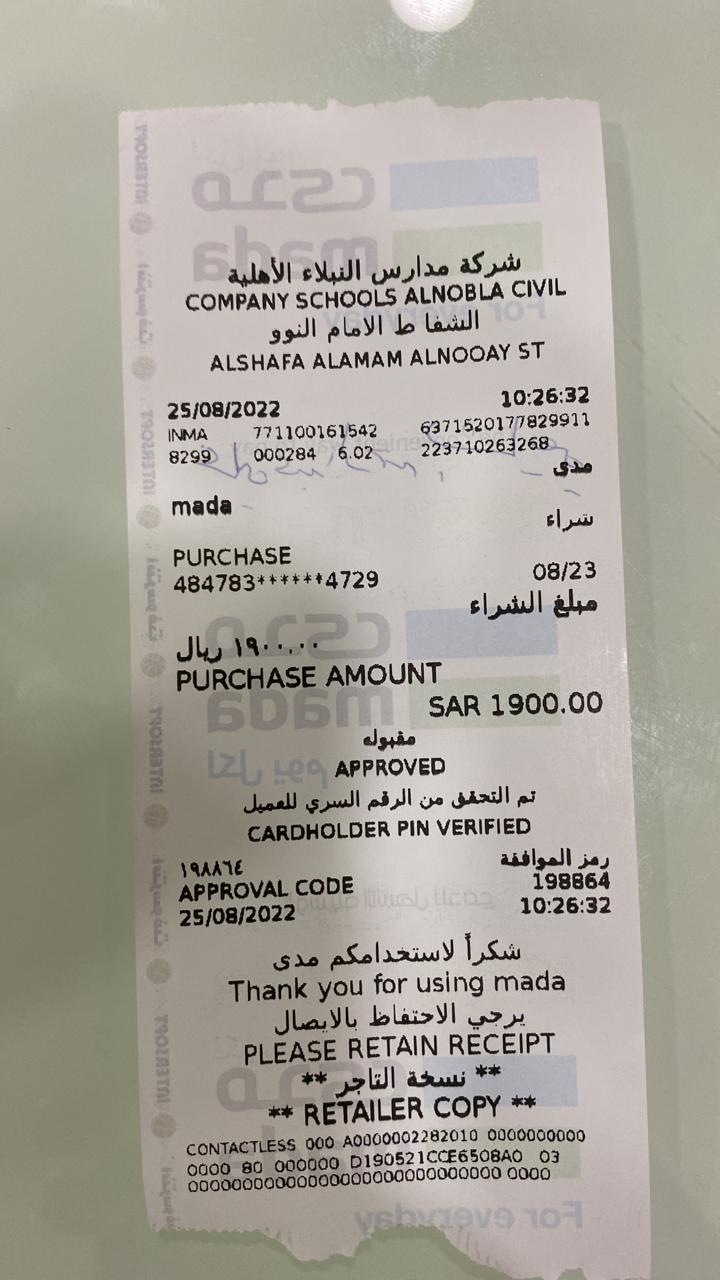 شركة مدارس النبلاء الأهلية
COMPANY SCHOOLS ALNOBLA CIVIL
الشفا ط الامام النوو
ALSHAFA ALAMAM ALNOOAY ST
25/08/2022 10:26:32
INMA 771100161542 6371520177829911
8299 000284 6.02 223710263268
مدى
mada
شراء
PURCHASE
484783******4729 08/23
مبلغ الشراء
١٩٠٠.٠٠ ريال
PURCHASE AMOUNT
SAR 1900.00
مقبوله
APPROVED
تم التحقق من الرقم السري للعميل
CARDHOLDER PIN VERIFIED
رمز الموافقة ١٩٨٨٦٤
APPROVAL CODE 198864
25/08/2022 10:26:32
شكراً لاستخدامكم مدى
Thank you for using mada
يرجي الاحتفاظ بالايصال
PLEASE RETAIN RECEIPT
** نسخة التاجر **
** RETAILER COPY **
CONTACTLESS 000 A0000002282010 0000000000
0000 80 000000 D190521CCE6508A0 03
0000000000000000000000000000000 0000